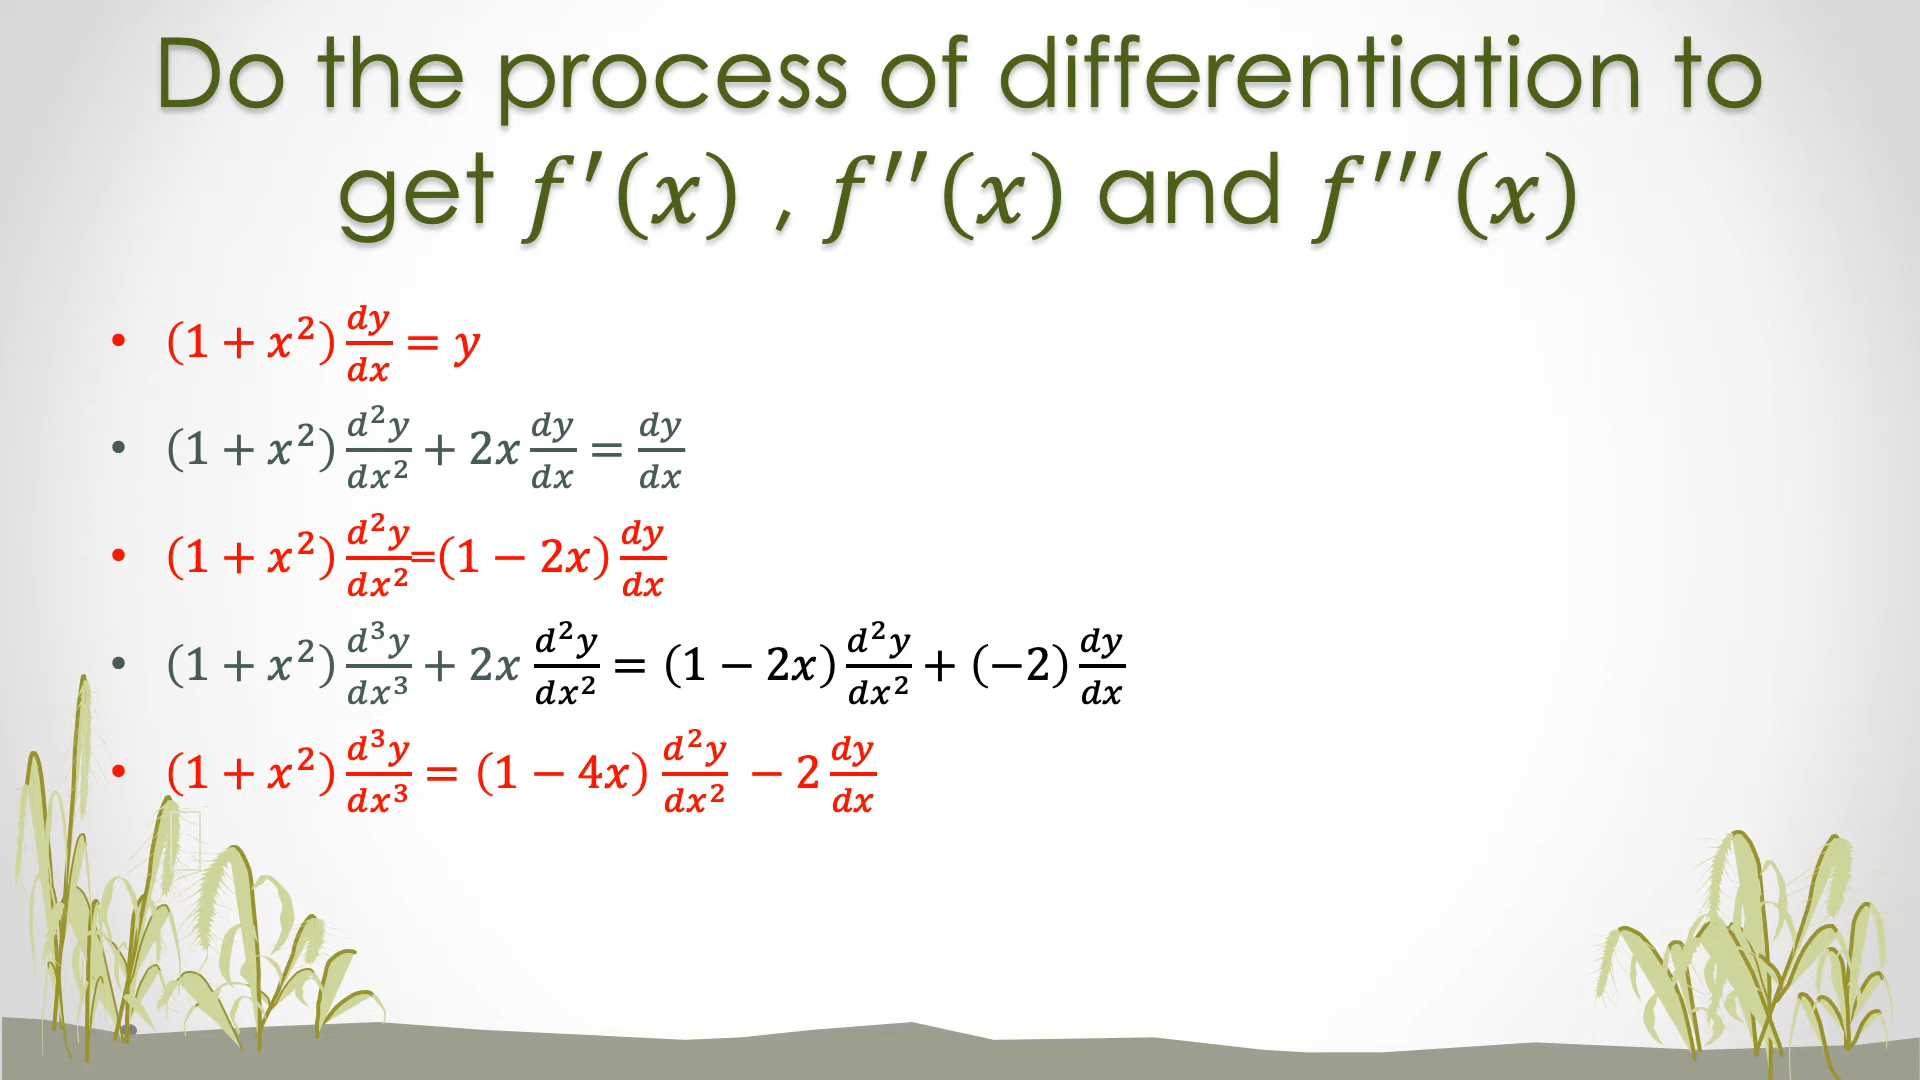 Do the process of differentiation to
get f′(x) , f′′(x) and f′′′(x)
• (1 + x²) dy/dx = y
• (1 + x²) d²y/dx² + 2x dy/dx = dy/dx
• (1 + x²) d²y/dx² =(1 − 2x) dy/dx
• (1 + x²) d³y/dx³ + 2x d²y/dx² = (1 − 2x) d²y/dx² + (−2) dy/dx
• (1 + x²) d³y/dx³ = (1 − 4x) d²y/dx² − 2 dy/dx